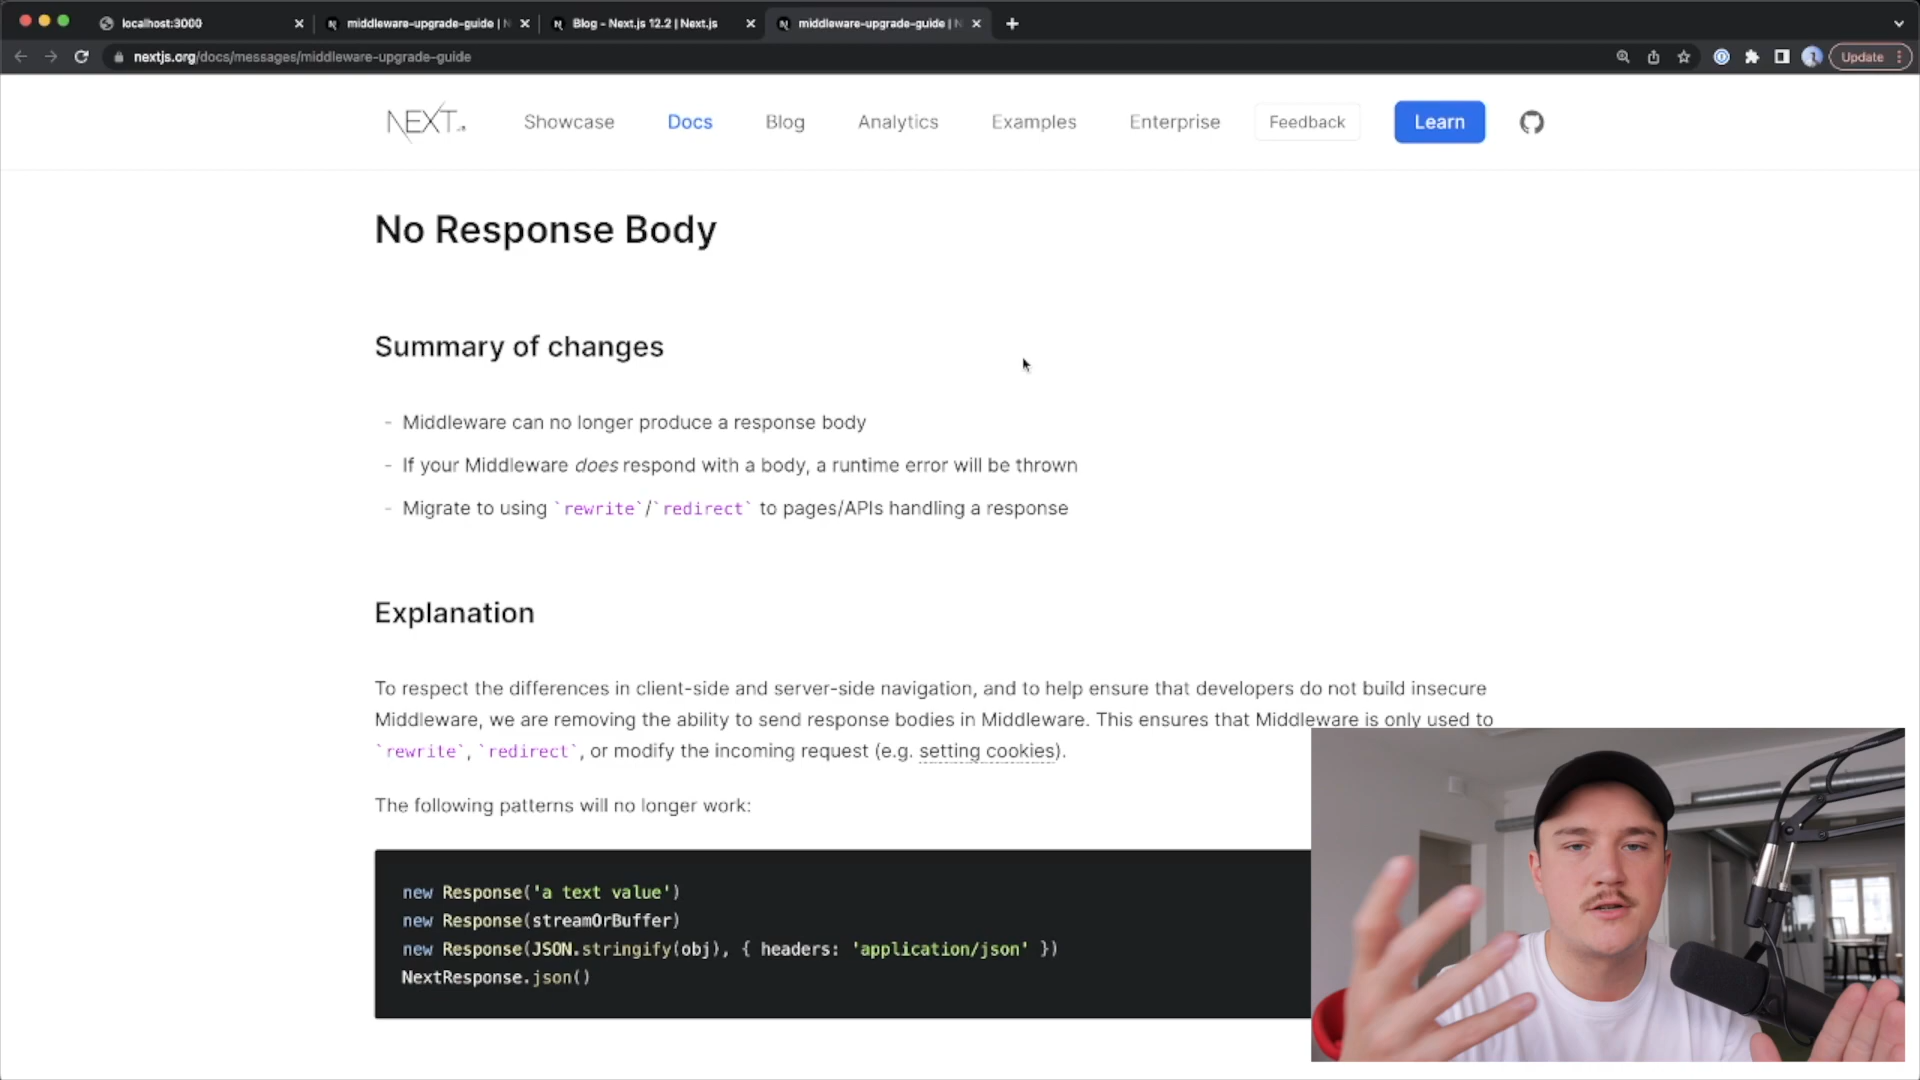 localhost:3000
middleware-upgrade-guide | N
Blog - Next.js 12.2 | Next.js
middleware-upgrade-guide | N
nextjs.org/docs/messages/middleware-upgrade-guide
Update
NEXT.JS
Showcase
Docs
Blog
Analytics
Examples
Enterprise
Feedback
Learn
No Response Body
Summary of changes
- Middleware can no longer produce a response body
- If your Middleware does respond with a body, a runtime error will be thrown
- Migrate to using `rewrite`/`redirect` to pages/APIs handling a response
Explanation
To respect the differences in client-side and server-side navigation, and to help ensure that developers do not build insecure
Middleware, we are removing the ability to send response bodies in Middleware. This ensures that Middleware is only used to
`rewrite`, `redirect`, or modify the incoming request (e.g. setting cookies).
The following patterns will no longer work:
new Response('a text value')
new Response(streamOrBuffer)
new Response(JSON.stringify(obj), { headers: 'application/json' })
NextResponse.json()